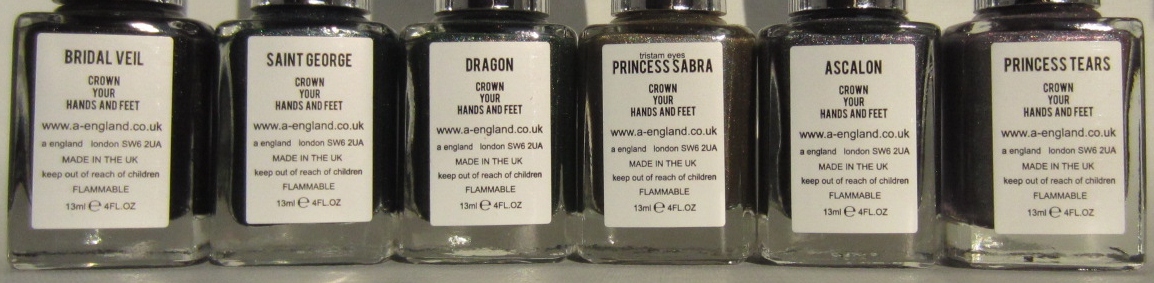 BRIDAL VEIL
CROWN
YOUR
HANDS AND FEET
www.a-england.co.uk
a england london SW6 2UA
MADE IN THE UK
keep out of reach of children
FLAMMABLE
13ml ℮ 4FL.OZ
SAINT GEORGE
CROWN
YOUR
HANDS AND FEET
www.a-england.co.uk
a england london SW6 2UA
MADE IN THE UK
keep out of reach of children
FLAMMABLE
13ml ℮ 4FL.OZ
DRAGON
CROWN
YOUR
HANDS AND FEET
www.a-england.co.uk
a england london SW6 2UA
MADE IN THE UK
keep out of reach of children
FLAMMABLE
13ml ℮ 4FL.OZ
tristam eyes
PRINCESS SABRA
CROWN
YOUR
HANDS AND FEET
www.a-england.co.uk
a england london SW6 2UA
MADE IN THE UK
keep out of reach of children
FLAMMABLE
13ml ℮ 4FL.OZ
ASCALON
CROWN
YOUR
HANDS AND FEET
www.a-england.co.uk
a england london SW6 2UA
MADE IN THE UK
keep out of reach of children
FLAMMABLE
13ml ℮ 4FL.OZ
PRINCESS TEARS
CROWN
YOUR
HANDS AND FEET
www.a-england.co.uk
a england london SW6 2UA
MADE IN THE UK
keep out of reach of children
FLAMMABLE
13ml ℮ 4FL.OZ